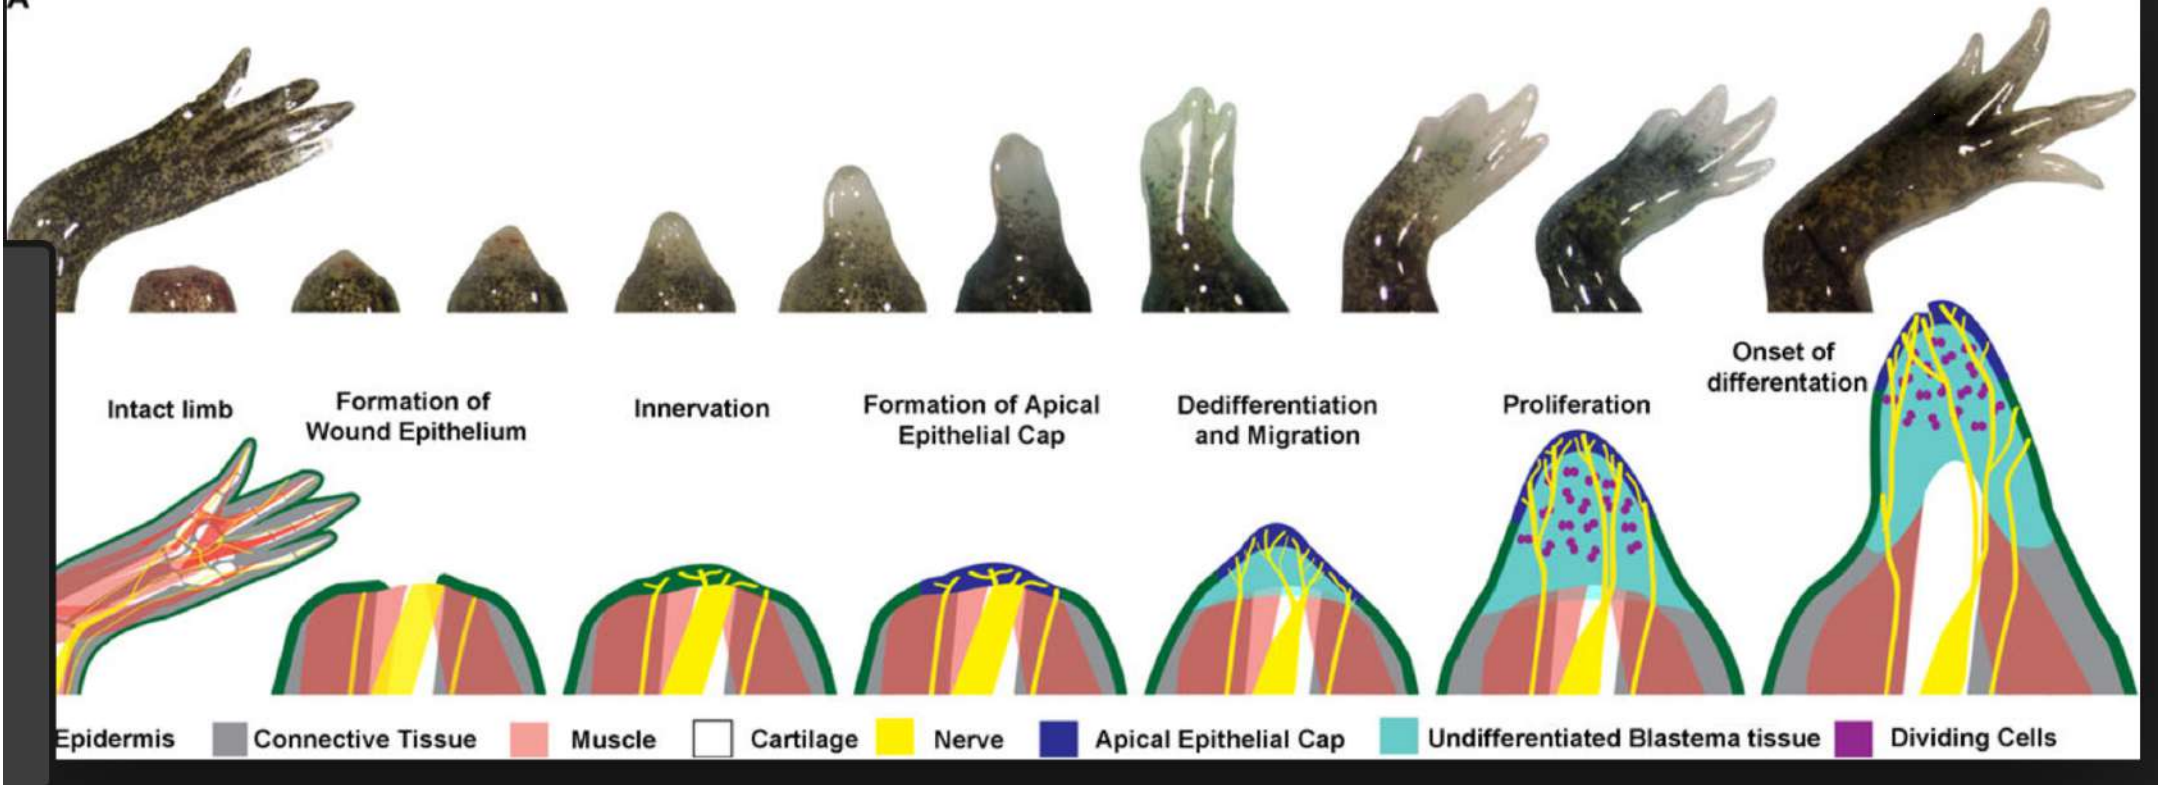 A
Onset of
differentation
Intact limb
Formation of
Wound Epithelium
Innervation
Formation of Apical
Epithelial Cap
Dedifferentiation
and Migration
Proliferation
Epidermis
Connective Tissue
Muscle
Cartilage
Nerve
Apical Epithelial Cap
Undifferentiated Blastema tissue
Dividing Cells